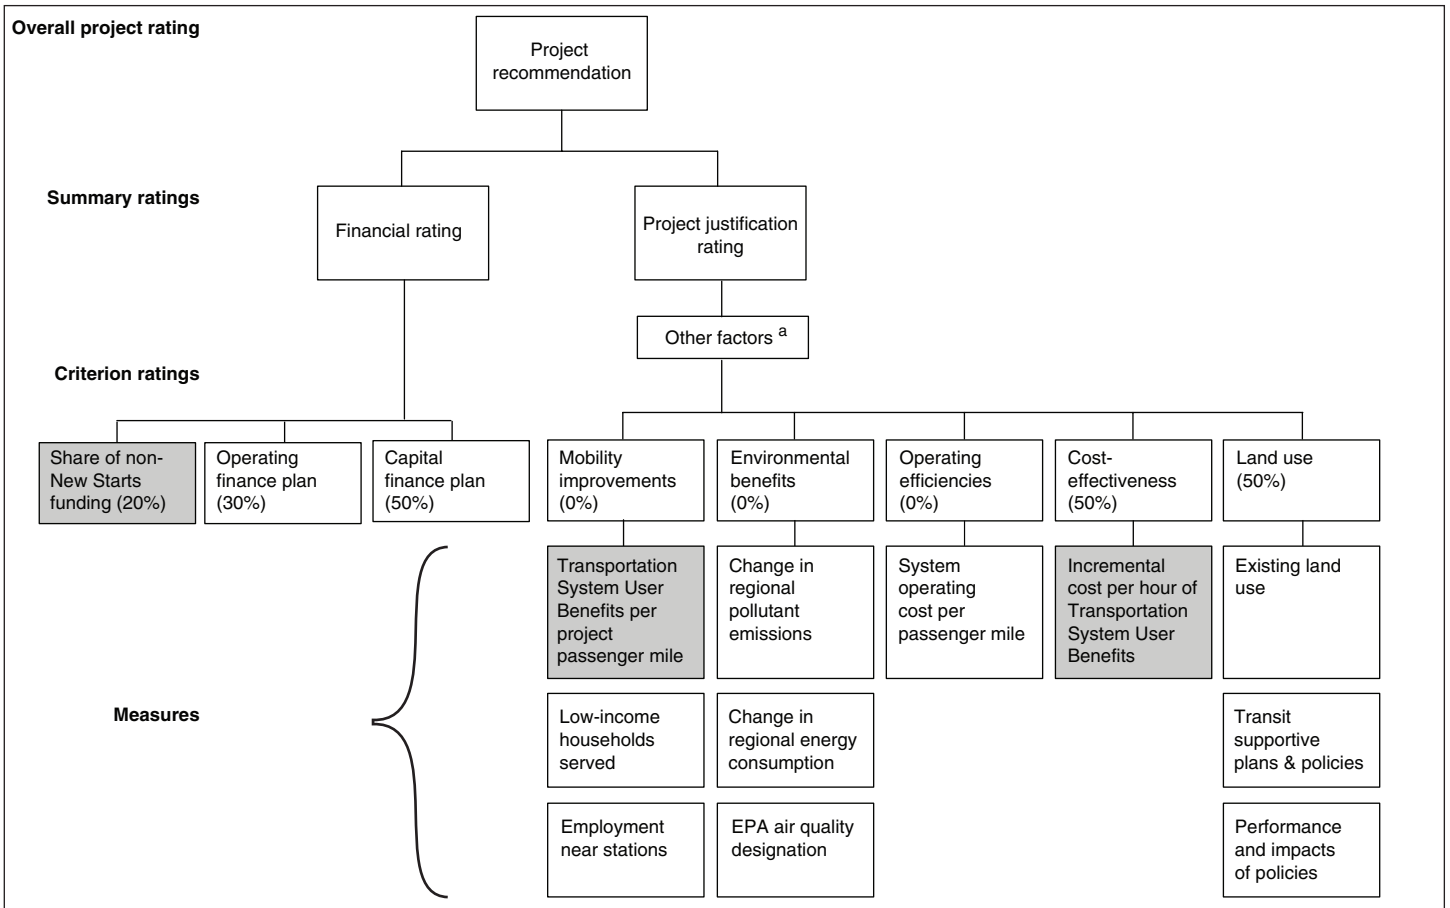 Overall project rating
Project
recommendation
Summary ratings
Financial rating
Project justification
rating
Other factors a
Criterion ratings
Share of non-
New Starts
funding (20%)
Operating
finance plan
(30%)
Capital
finance plan
(50%)
Mobility
improvements
(0%)
Environmental
benefits
(0%)
Operating
efficiencies
(0%)
Cost-
effectiveness
(50%)
Land use
(50%)
Measures
Transportation
System User
Benefits per
project
passenger mile
Change in
regional
pollutant
emissions
System
operating
cost per
passenger mile
Incremental
cost per hour of
Transportation
System User
Benefits
Existing land
use
Low-income
households
served
Change in
regional energy
consumption
Transit
supportive
plans & policies
Employment
near stations
EPA air quality
designation
Performance
and impacts
of policies